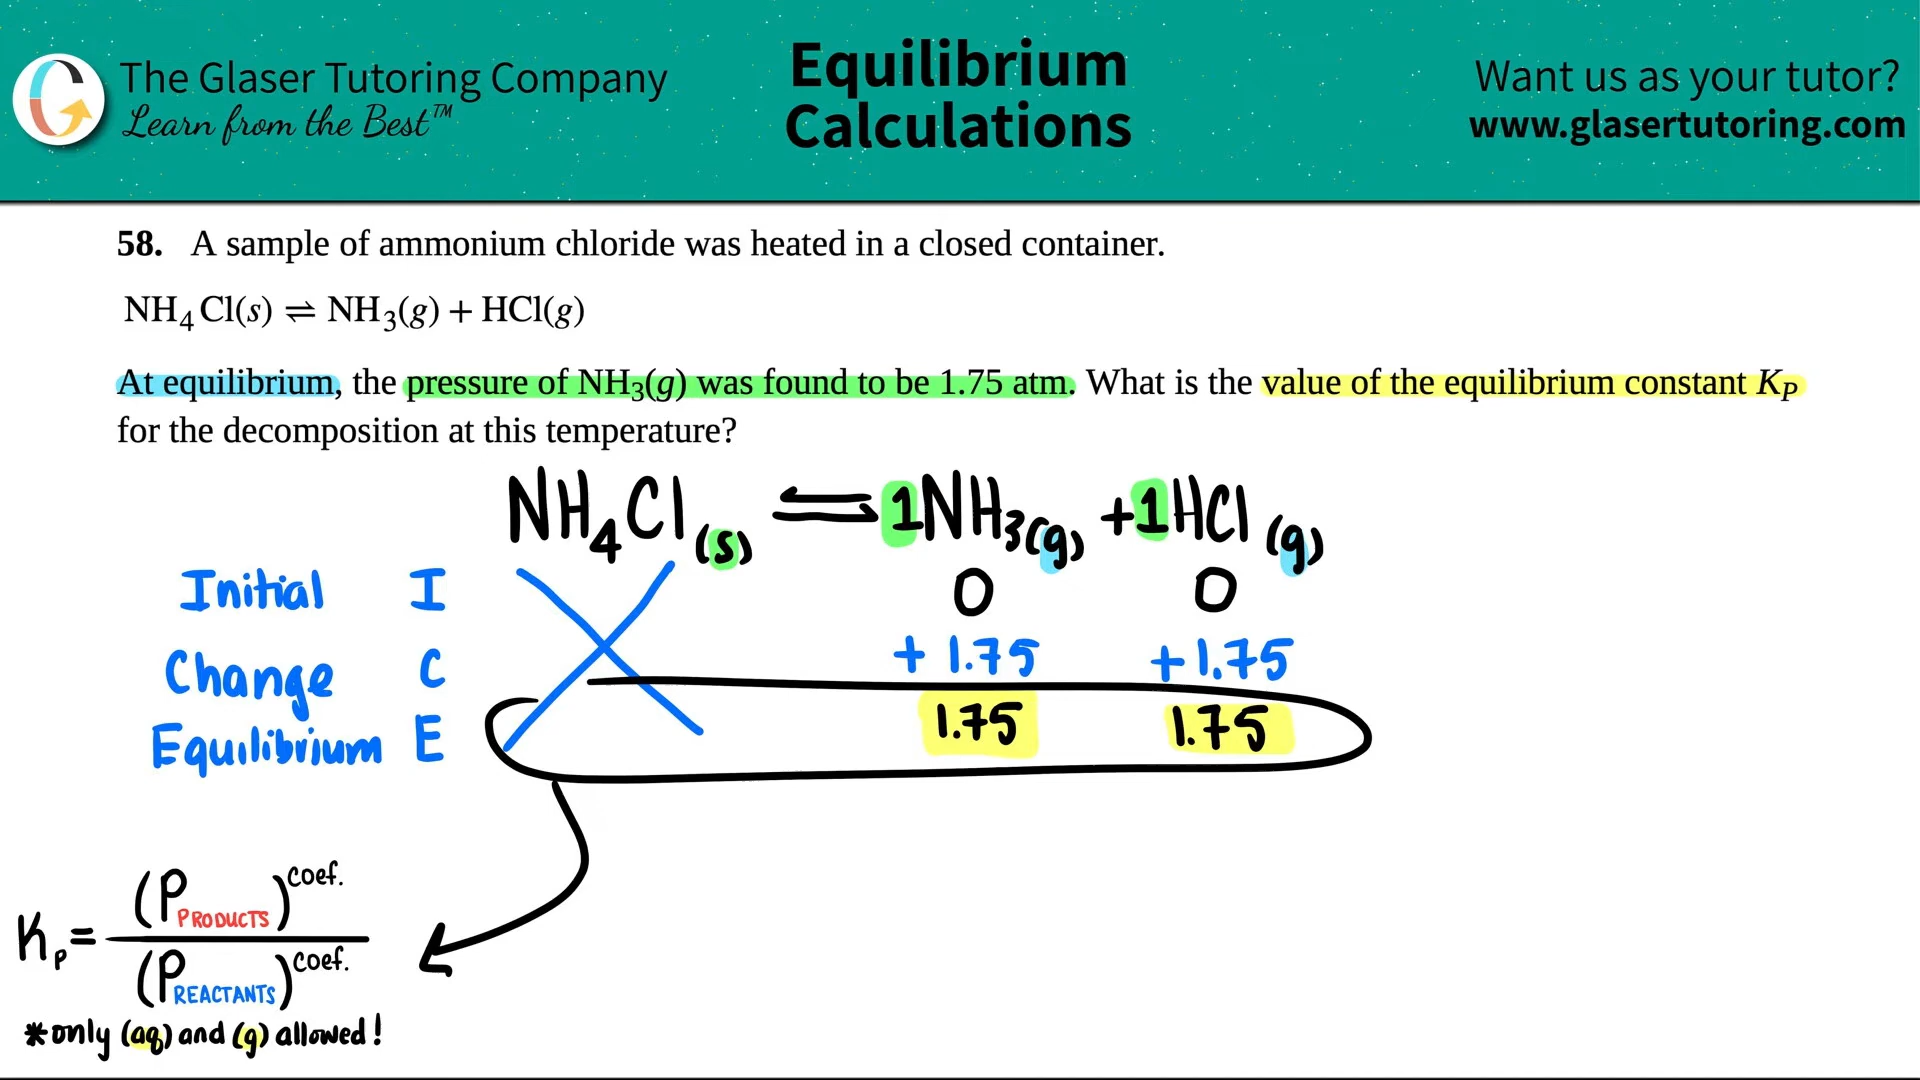 The Glaser Tutoring Company
Learn from the Best™
Equilibrium
Calculations
Want us as your tutor?
www.glasertutoring.com
58. A sample of ammonium chloride was heated in a closed container.
NH₄Cl(s) ⇌ NH₃(g) + HCl(g)
At equilibrium, the pressure of NH₃(g) was found to be 1.75 atm. What is the value of the equilibrium constant K_P
for the decomposition at this temperature?
NH₄Cl(s) ⇌ 1NH₃(g) + 1HCl(g)
Initial I 0 0
Change C + 1.75 + 1.75
Equilibrium E 1.75 1.75
(P PRODUCTS)^coef.
K_p =
(P REACTANTS)^coef.
*only (aq) and (g) allowed!